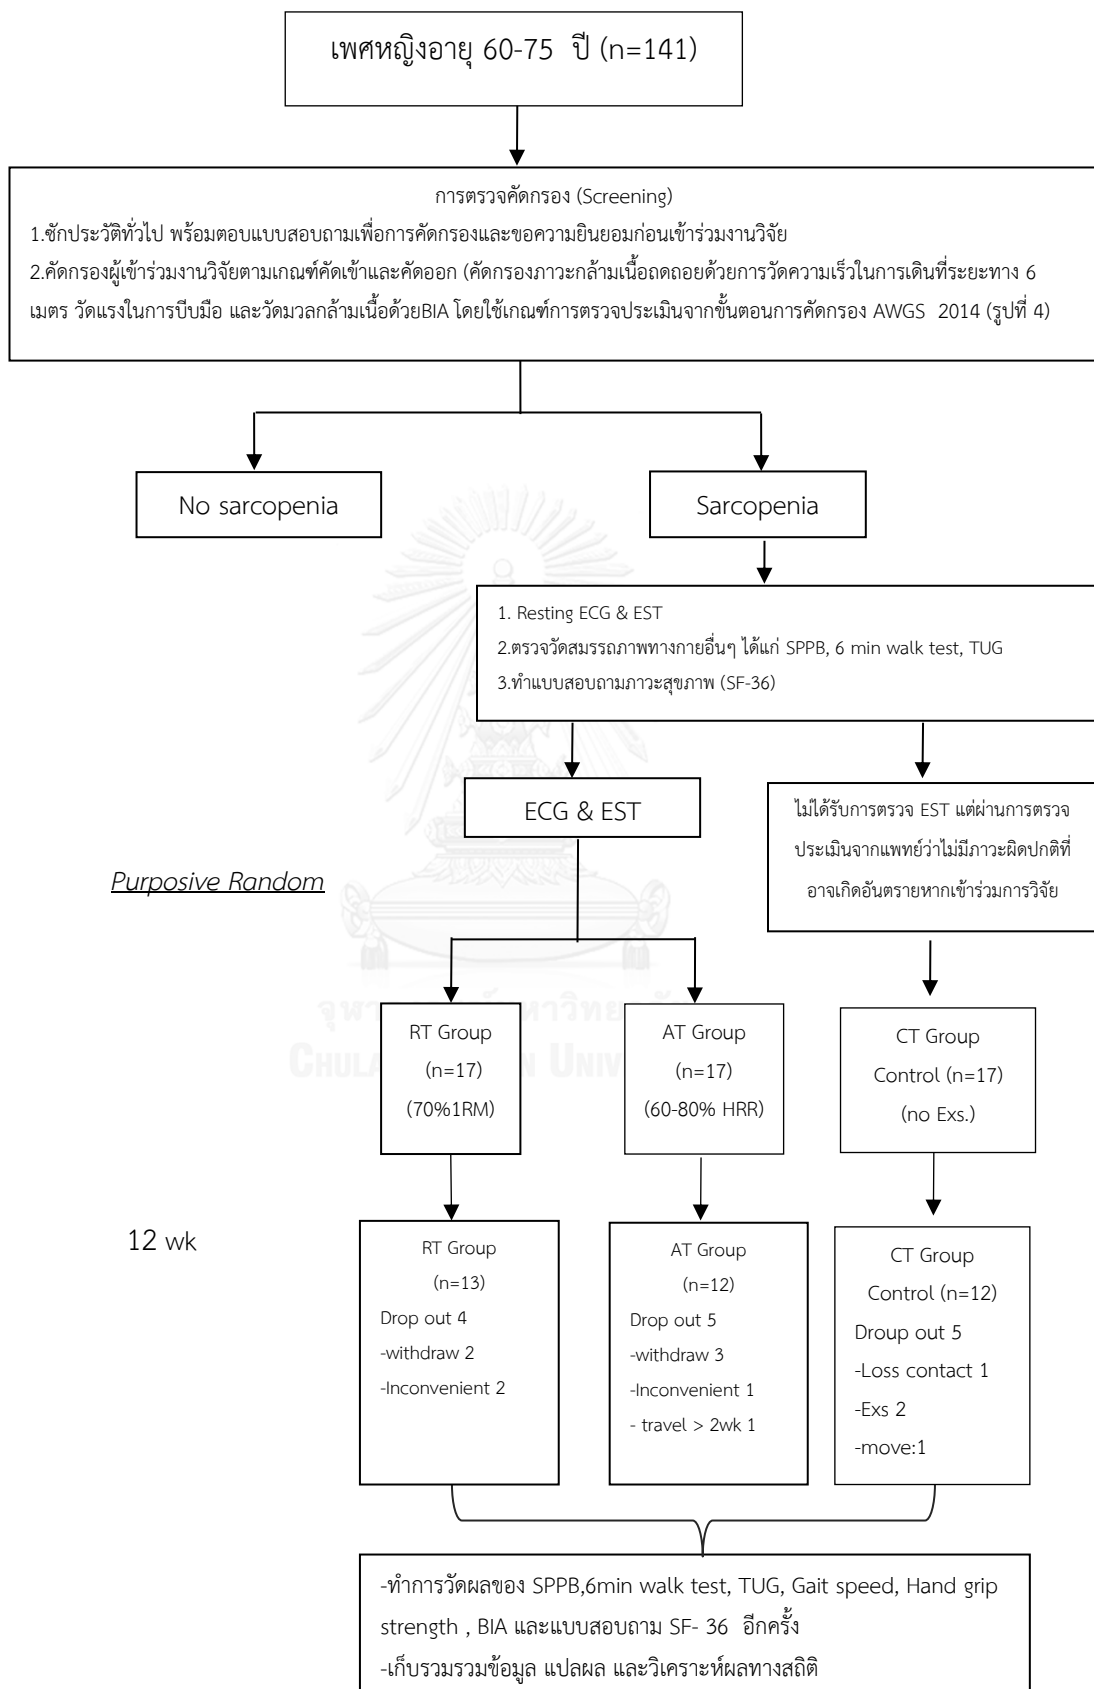 เพศหญิงอายุ 60-75 ปี (n=141)
การตรวจคัดกรอง (Screening)
1.ซักประวัติทั่วไป พร้อมตอบแบบสอบถามเพื่อการคัดกรองและขอความยินยอมก่อนเข้าร่วมงานวิจัย
2.คัดกรองผู้เข้าร่วมงานวิจัยตามเกณฑ์คัดเข้าและคัดออก (คัดกรองภาวะกล้ามเนื้อถดถอยด้วยการวัดความเร็วในการเดินที่ระยะทาง 6
เมตร วัดแรงในการบีบมือ และวัดมวลกล้ามเนื้อด้วยBIA โดยใช้เกณฑ์การตรวจประเมินจากขั้นตอนการคัดกรอง AWGS 2014 (รูปที่ 4)
No sarcopenia
Sarcopenia
1. Resting ECG & EST
2.ตรวจวัดสมรรถภาพทางกายอื่นๆ ได้แก่ SPPB, 6 min walk test, TUG
3.ทำแบบสอบถามภาวะสุขภาพ (SF-36)
ECG & EST
ไม่ได้รับการตรวจ EST แต่ผ่านการตรวจ
ประเมินจากแพทย์ว่าไม่มีภาวะผิดปกติที่
อาจเกิดอันตรายหากเข้าร่วมการวิจัย
Purposive Random
RT Group
(n=17)
(70%1RM)
AT Group
(n=17)
(60-80% HRR)
CT Group
Control (n=17)
(no Exs.)
12 wk
RT Group
(n=13)
Drop out 4
-withdraw 2
-Inconvenient 2
AT Group
(n=12)
Drop out 5
-withdraw 3
-Inconvenient 1
- travel > 2wk 1
CT Group
Control (n=12)
Droup out 5
-Loss contact 1
-Exs 2
-move:1
-ทำการวัดผลของ SPPB,6min walk test, TUG, Gait speed, Hand grip
strength , BIA และแบบสอบถาม SF- 36 อีกครั้ง
-เก็บรวมรวมข้อมูล แปลผล และวิเคราะห์ผลทางสถิติ